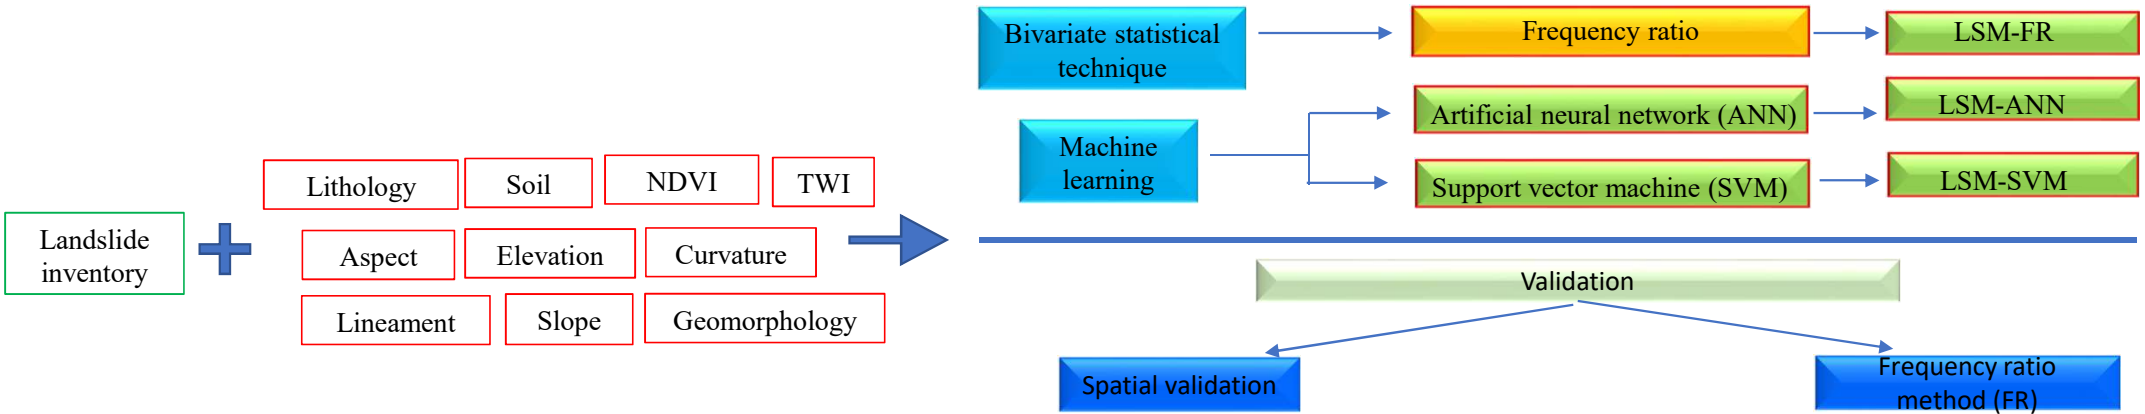 Landslide
inventory
Lithology
Soil
NDVI
TWI
Aspect
Elevation
Curvature
Lineament
Slope
Geomorphology
Bivariate statistical
technique
Frequency ratio
LSM-FR
Machine
learning
Artificial neural network (ANN)
LSM-ANN
Support vector machine (SVM)
LSM-SVM
Validation
Spatial validation
Frequency ratio
method (FR)